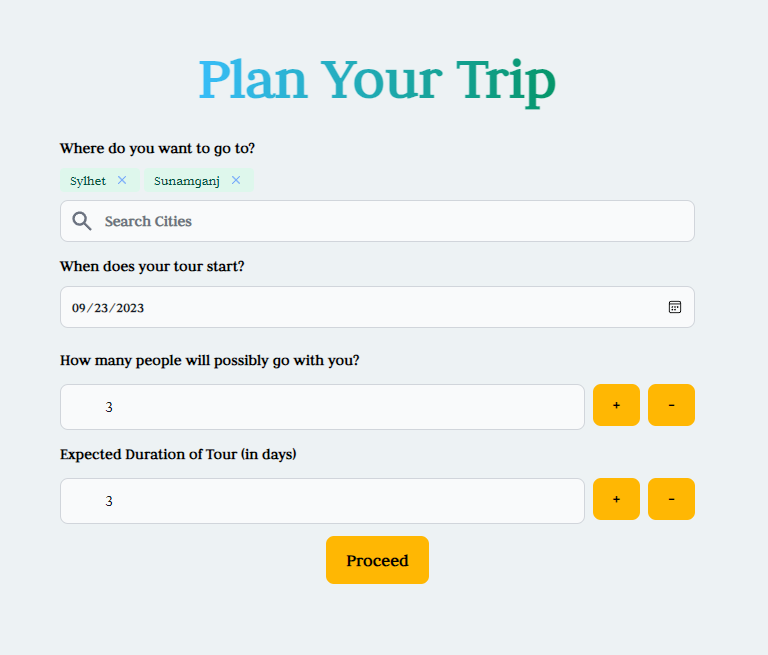 Plan Your Trip
Where do you want to go to?
Sylhet × Sunamganj ×
Search Cities
When does your tour start?
09/23/2023
How many people will possibly go with you?
3 + -
Expected Duration of Tour (in days)
3 + -
Proceed